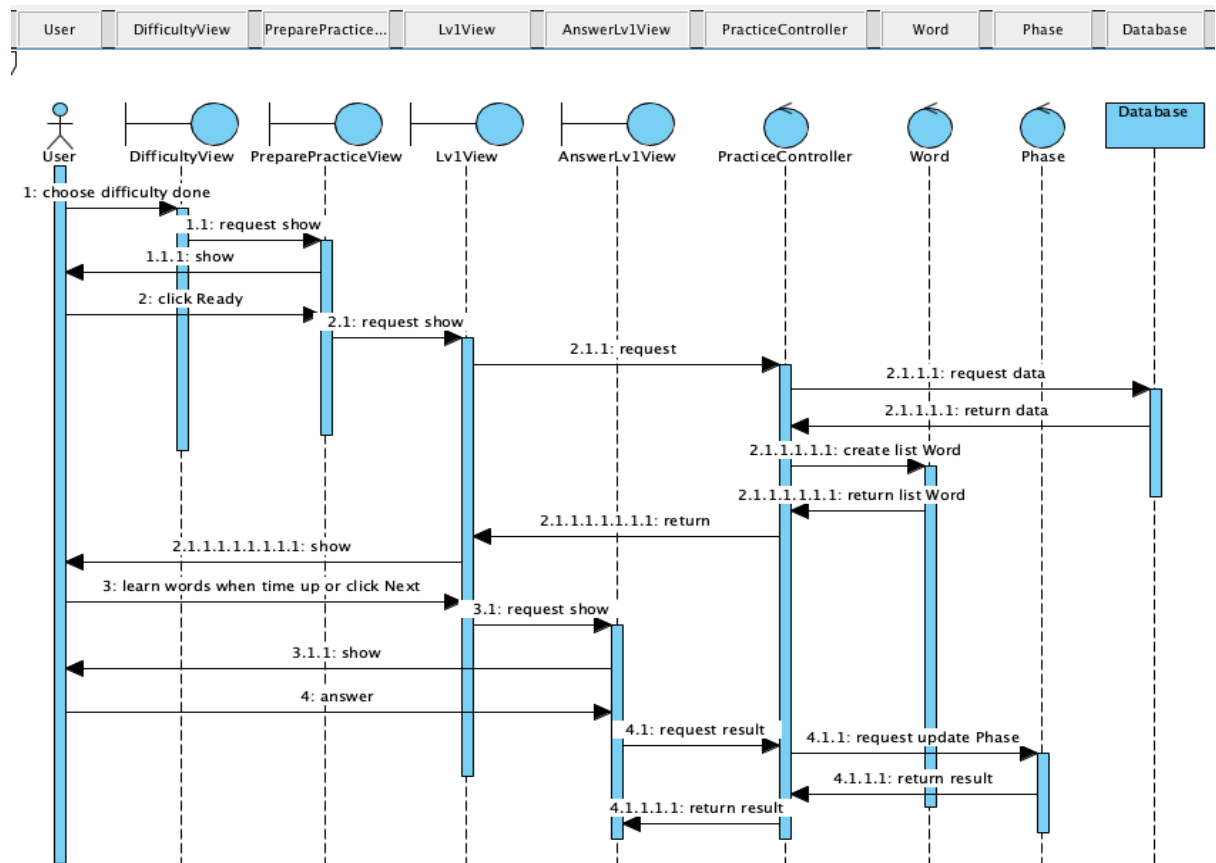 User DifficultyView PreparePractice... Lv1View AnswerLv1View PracticeController Word Phase Database
Database
User DifficultyView PreparePracticeView Lv1View AnswerLv1View PracticeController Word Phase
1: choose difficulty done
1.1: request show
1.1.1: show
2: click Ready
2.1: request show
2.1.1: request
2.1.1.1: request data
2.1.1.1.1: return data
2.1.1.1.1.1: create list Word
2.1.1.1.1.1.1: return list Word
2.1.1.1.1.1.1.1: return
2.1.1.1.1.1.1.1.1: show
3: learn words when time up or click Next
3.1: request show
3.1.1: show
4: answer
4.1: request result
4.1.1: request update Phase
4.1.1.1: return result
4.1.1.1.1: return result